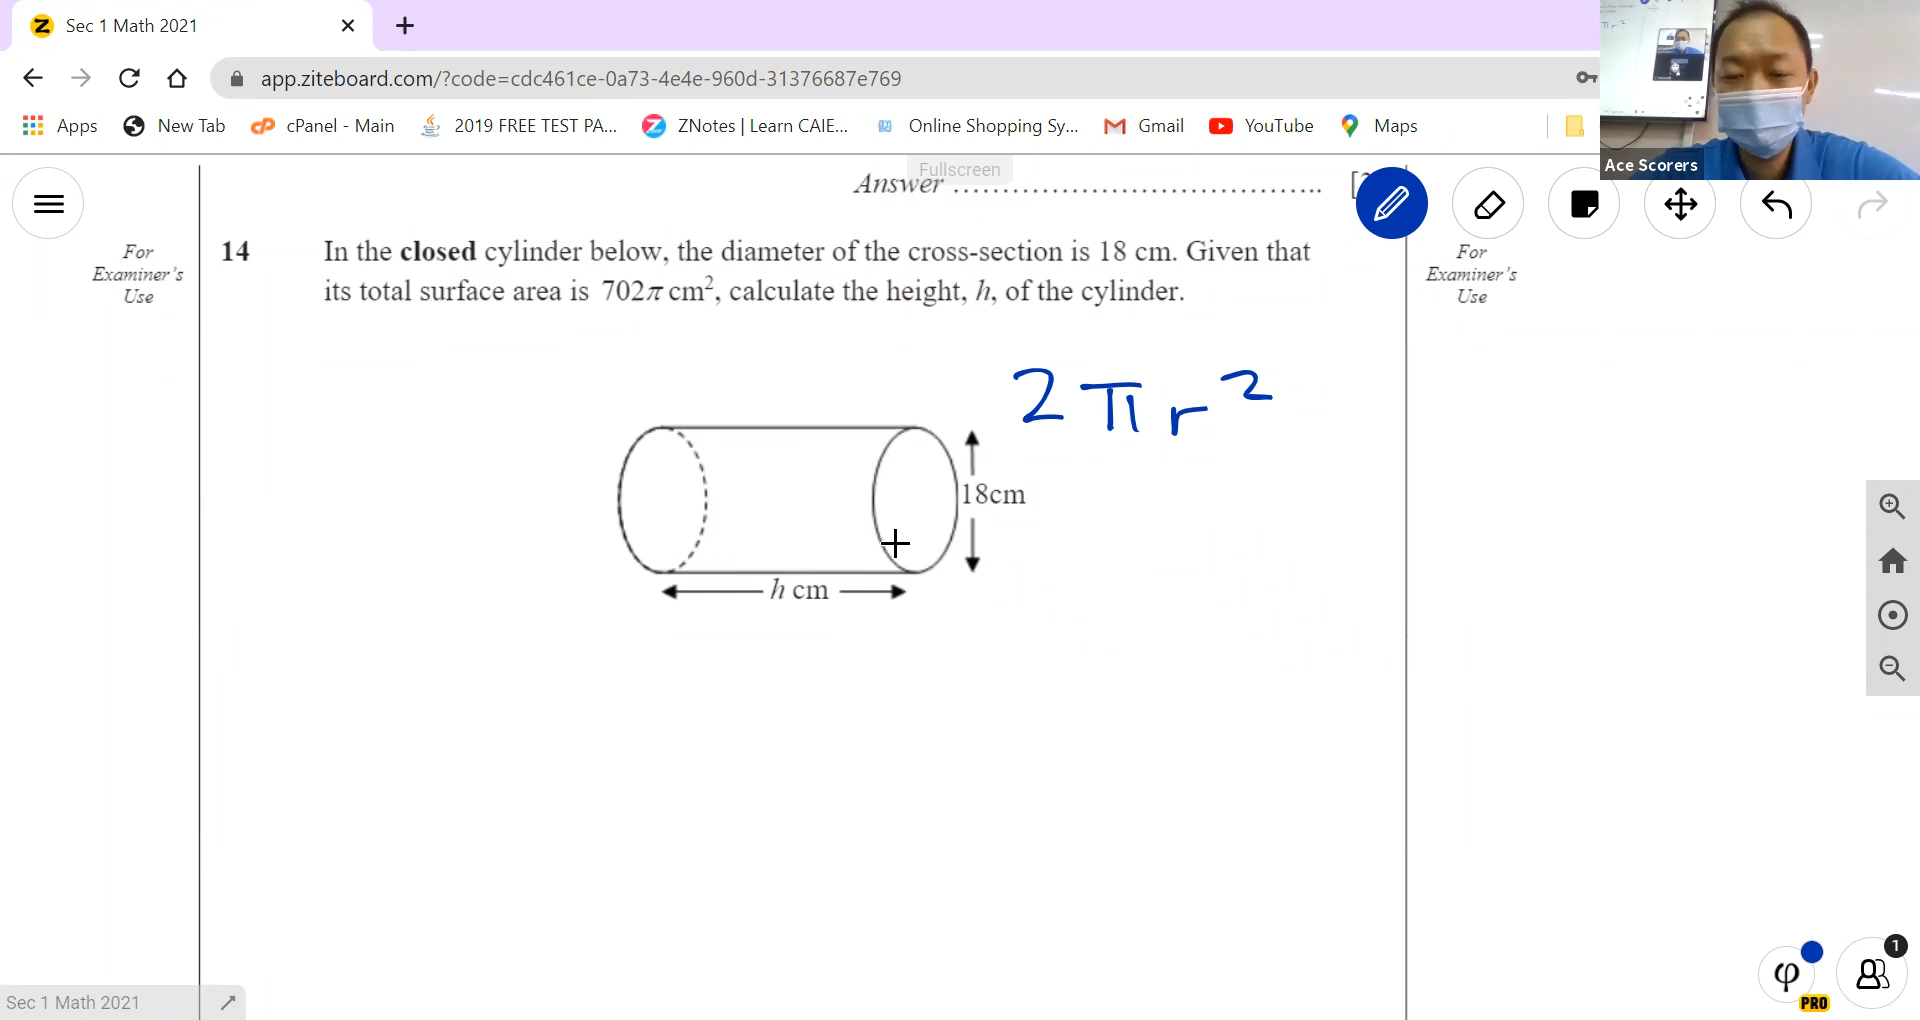 Sec 1 Math 2021
app.ziteboard.com/?code=cdc461ce-0a73-4e4e-960d-31376687e769
Apps New Tab cPanel - Main 2019 FREE TEST PA... ZNotes | Learn CAIE... Online Shopping Sy... Gmail YouTube Maps
Ace Scorers
Fullscreen
Answer ........................................
For
Examiner's
Use
14 In the closed cylinder below, the diameter of the cross-section is 18 cm. Given that
its total surface area is 702π cm², calculate the height, h, of the cylinder.
For
Examiner's
Use
2πr²
18cm
h cm
1
φ
PRO
Sec 1 Math 2021